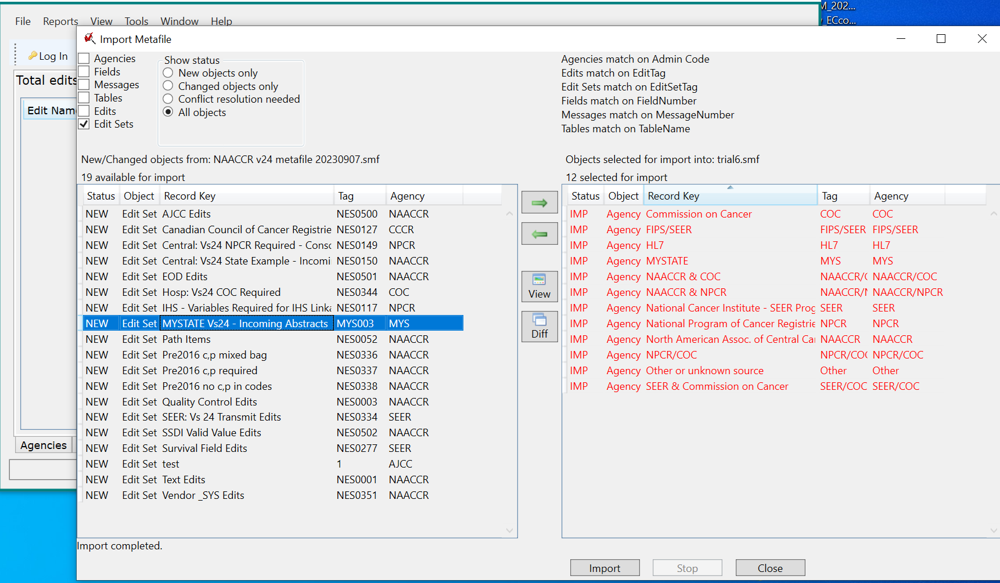 M_202...
_ECco...
File Reports View Tools Window Help
Import Metafile
Log In
Total edits
Edit Nam
Agencies
Agencies
Fields
Messages
Tables
Edits
Edit Sets
Show status
New objects only
Changed objects only
Conflict resolution needed
All objects
Agencies match on Admin Code
Edits match on EditTag
Edit Sets match on EditSetTag
Fields match on FieldNumber
Messages match on MessageNumber
Tables match on TableName
New/Changed objects from: NAACCR v24 metafile 20230907.smf
19 available for import
Status Object Record Key Tag Agency
NEW Edit Set AJCC Edits NES0500 NAACCR
NEW Edit Set Canadian Council of Cancer Registrie NES0127 CCCR
NEW Edit Set Central: Vs24 NPCR Required - Consc NES0149 NPCR
NEW Edit Set Central: Vs24 State Example - Incomi NES0150 NAACCR
NEW Edit Set EOD Edits NES0501 NAACCR
NEW Edit Set Hosp: Vs24 COC Required NES0344 COC
NEW Edit Set IHS - Variables Required for IHS Linka NES0117 NPCR
NEW Edit Set MYSTATE Vs24 - Incoming Abstracts MYS003 MYS
NEW Edit Set Path Items NES0052 NAACCR
NEW Edit Set Pre2016 c,p mixed bag NES0336 NAACCR
NEW Edit Set Pre2016 c,p required NES0337 NAACCR
NEW Edit Set Pre2016 no c,p in codes NES0338 NAACCR
NEW Edit Set Quality Control Edits NES0003 NAACCR
NEW Edit Set SEER: Vs 24 Transmit Edits NES0334 SEER
NEW Edit Set SSDI Valid Value Edits NES0502 NAACCR
NEW Edit Set Survival Field Edits NES0277 SEER
NEW Edit Set test 1 AJCC
NEW Edit Set Text Edits NES0001 NAACCR
NEW Edit Set Vendor _SYS Edits NES0351 NAACCR
View
Diff
Objects selected for import into: trial6.smf
12 selected for import
Status Object Record Key Tag Agency
IMP Agency Commission on Cancer COC COC
IMP Agency FIPS/SEER FIPS/SEER FIPS/SEER
IMP Agency HL7 HL7 HL7
IMP Agency MYSTATE MYS MYS
IMP Agency NAACCR & COC NAACCR/( NAACCR/COC
IMP Agency NAACCR & NPCR NAACCR/N NAACCR/NPCR
IMP Agency National Cancer Institute - SEER Prog SEER SEER
IMP Agency National Program of Cancer Registrie NPCR NPCR
IMP Agency North American Assoc. of Central Car NAACCR NAACCR
IMP Agency NPCR/COC NPCR/COC NPCR/COC
IMP Agency Other or unknown source Other Other
IMP Agency SEER & Commission on Cancer SEER/COC SEER/COC
Import completed.
Import Stop Close